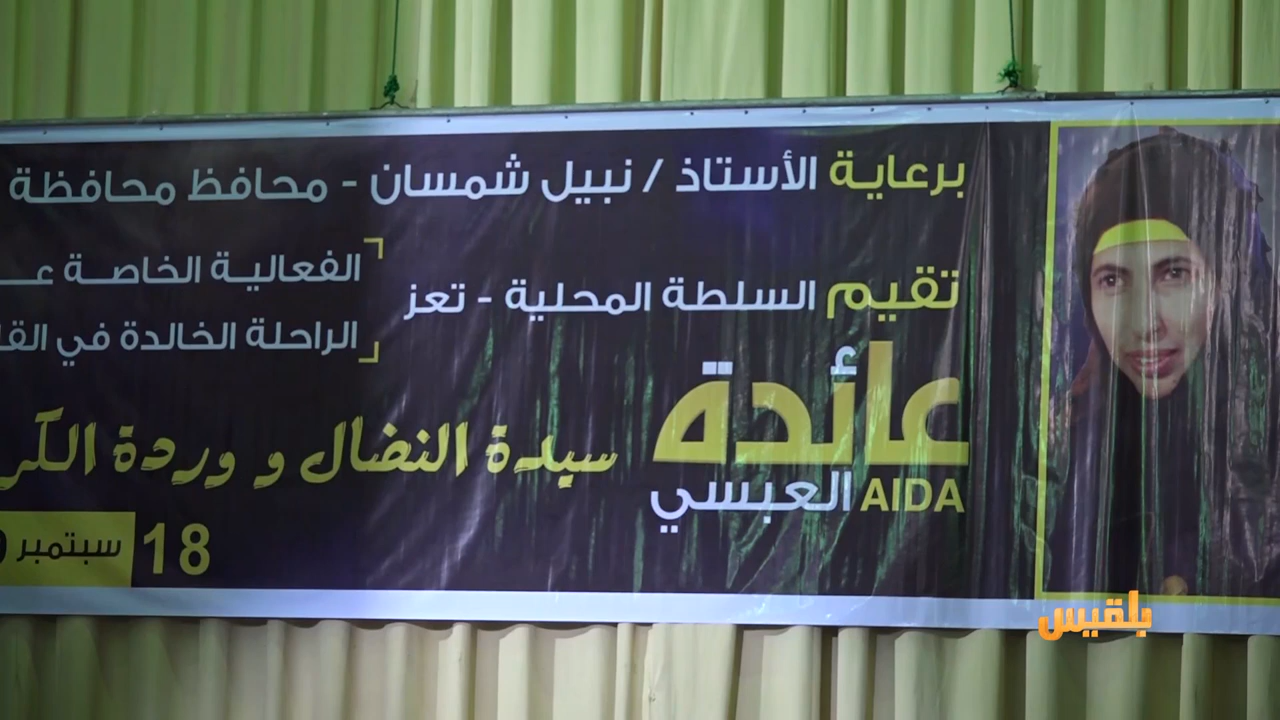 برعاية الأستاذ / نبيل شمسان - محافظ محافظة
تقيم السلطة المحلية - تعز
الفعالية الخاصة
الراحلة الخالدة في
عائدة
AIDA العبسي
سيدة النضال و وردة
18 سبتمبر
بلقيس